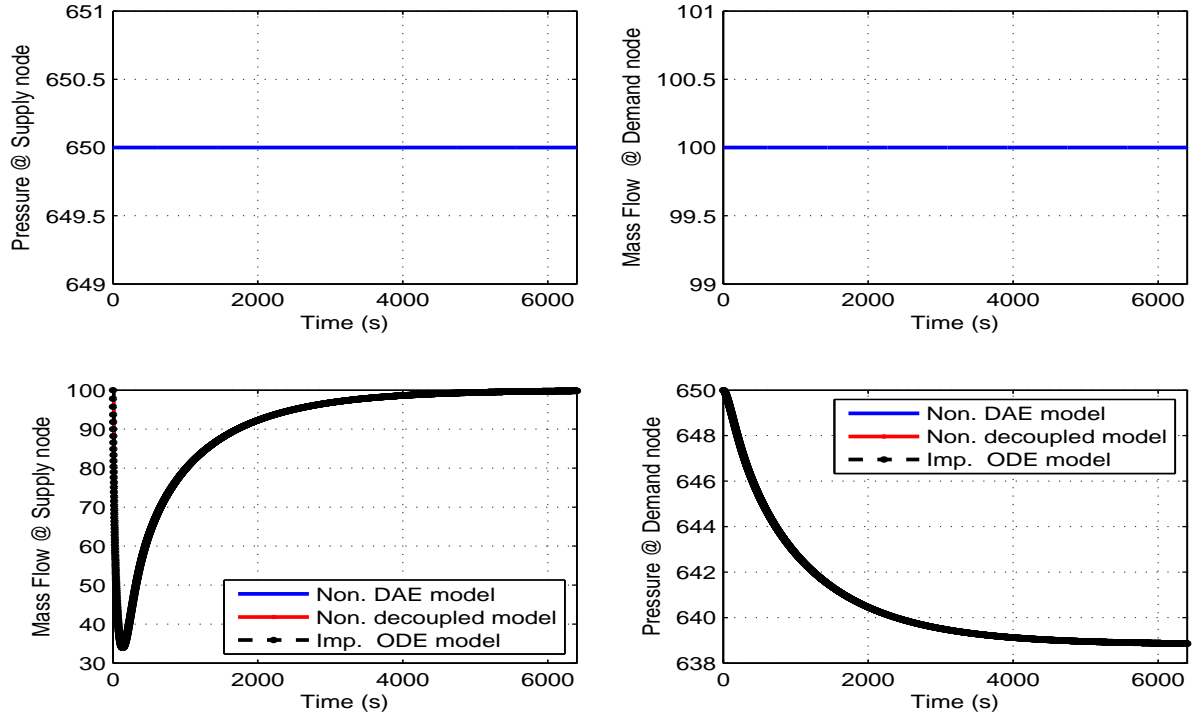 651
650.5
650
649.5
649
Pressure @ Supply node
0
2000
4000
6000
Time (s)
101
100.5
100
99.5
99
Mass Flow @ Demand node
0
2000
4000
6000
Time (s)
100
90
80
70
60
50
40
30
Mass Flow @ Supply node
Non. DAE model
Non. decoupled model
Imp. ODE model
0
2000
4000
6000
Time (s)
650
648
646
644
642
640
638
Pressure @ Demand node
Non. DAE model
Non. decoupled model
Imp. ODE model
0
2000
4000
6000
Time (s)